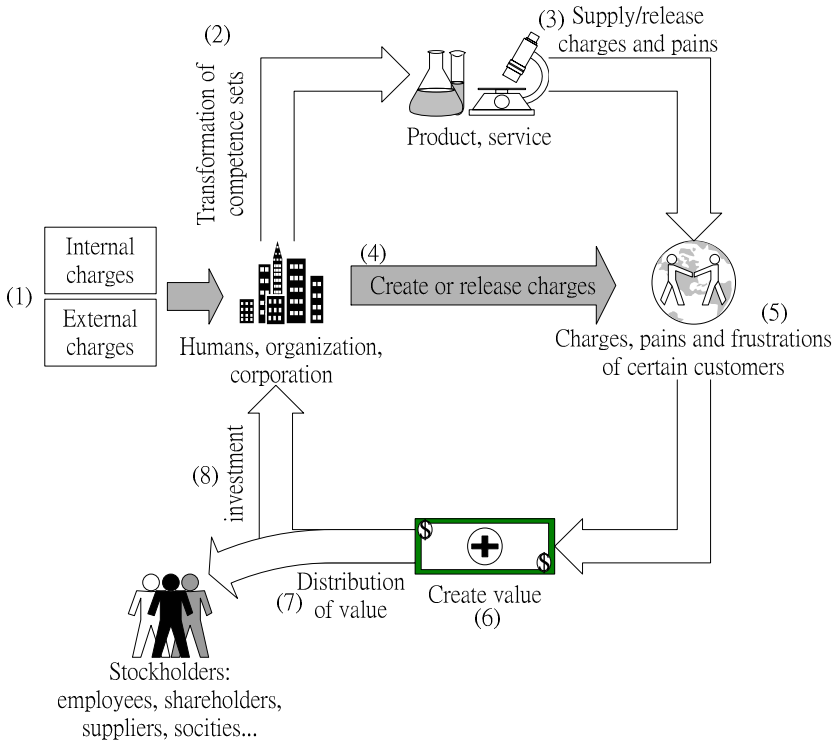 (1)
Internal
charges
External
charges
Humans, organization,
corporation
(2)
Transformation of
competence sets
Product, service
(3)
Supply/release
charges and pains
(4)
Create or release charges
(5)
Charges, pains and frustrations
of certain customers
$
$
Create value
(6)
(7)
Distribution
of value
(8)
investment
Stockholders:
employees, shareholders,
suppliers, socities...